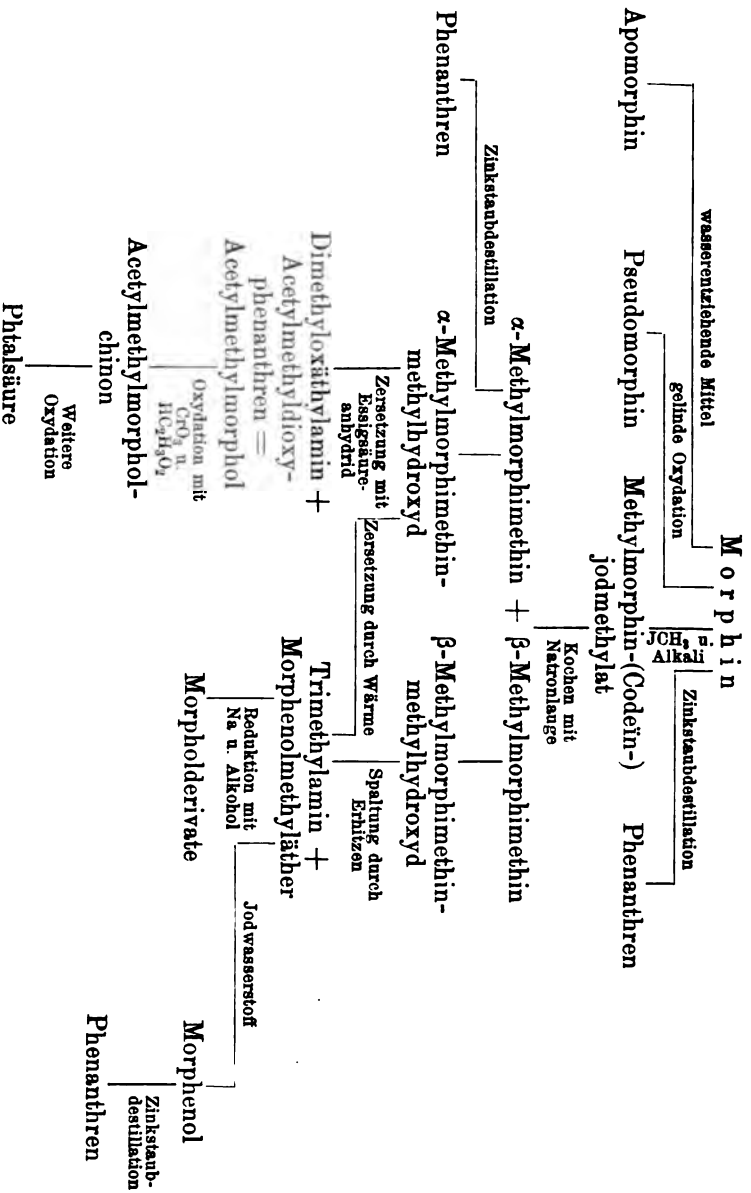 Morphin
wasserentziehende Mittel
gelinde Oxydation
JCH₃ u.
Alkali
Zinkstaubdestillation
Apomorphin
Pseudomorphin
Methylmorphin-(Codeïn-)
jodmethylat
Phenanthren
Kochen mit
Natronlauge
α-Methylmorphimethin + β-Methylmorphimethin
Zinkstaubdestillation
Phenanthren
α-Methylmorphimethin-
methylhydroxyd
β-Methylmorphimethin-
methylhydroxyd
Zersetzung mit
Essigsäure-
anhydrid
Zersetzung durch Wärme
Spaltung durch
Erhitzen
Dimethyloxäthylamin +
Acetylmethyldioxy-
phenanthren =
Acetylmethylmorphol
Trimethylamin +
Morphenolmethyläther
Oxydation mit
CrO₃ u.
HC₂H₃O₂
Reduktion mit
Na u. Alkohol
Jodwasserstoff
Acetylmethylmorphol-
chinon
Morpholderivate
Morphenol
Weitere
Oxydation
Zinkstaub-
destillation
Phtalsäure
Phenanthren